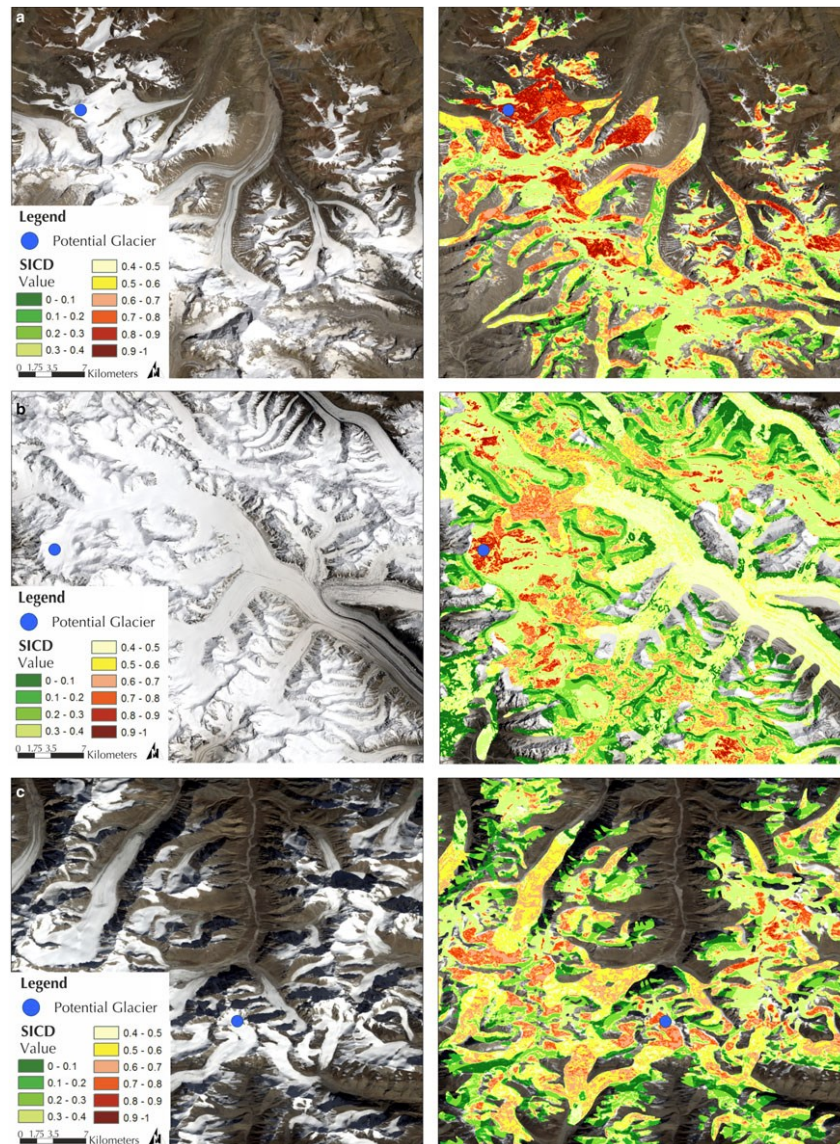 a
Legend
Potential Glacier
SICD
Value
0 - 0.1
0.1 - 0.2
0.2 - 0.3
0.3 - 0.4
0.4 - 0.5
0.5 - 0.6
0.6 - 0.7
0.7 - 0.8
0.8 - 0.9
0.9 -1
0 1.75 3.5 7
Kilometers
b
Legend
Potential Glacier
SICD
Value
0 - 0.1
0.1 - 0.2
0.2 - 0.3
0.3 - 0.4
0.4 - 0.5
0.5 - 0.6
0.6 - 0.7
0.7 - 0.8
0.8 - 0.9
0.9 -1
0 1.75 3.5 7
Kilometers
c
Legend
Potential Glacier
SICD
Value
0 - 0.1
0.1 - 0.2
0.2 - 0.3
0.3 - 0.4
0.4 - 0.5
0.5 - 0.6
0.6 - 0.7
0.7 - 0.8
0.8 - 0.9
0.9 -1
0 1.75 3.5 7
Kilometers